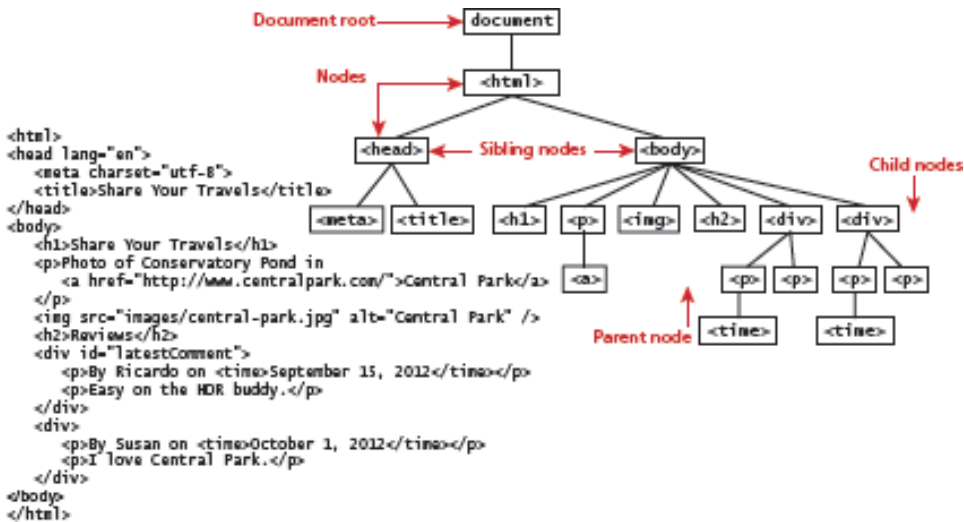 Document root
document
Nodes
<html>
<head>
Sibling nodes
<body>
Child nodes
<meta>
<title>
<h1>
<p>
<img>
<h2>
<div>
<div>
<a>
<p>
<p>
<p>
<p>
Parent node
<time>
<time>
<html>
<head lang="en">
<meta charset="utf-8">
<title>Share Your Travels</title>
</head>
<body>
<h1>Share Your Travels</h1>
<p>Photo of Conservatory Pond in
<a href="http://www.centralpark.com/">Central Park</a>
</p>
<img src="images/central-park.jpg" alt="Central Park" />
<h2>Reviews</h2>
<div id="latestComment">
<p>By Ricardo on <time>September 15, 2012</time></p>
<p>Easy on the HDR buddy.</p>
</div>
<div>
<p>By Susan on <time>October 1, 2012</time></p>
<p>I love Central Park.</p>
</div>
</body>
</html>